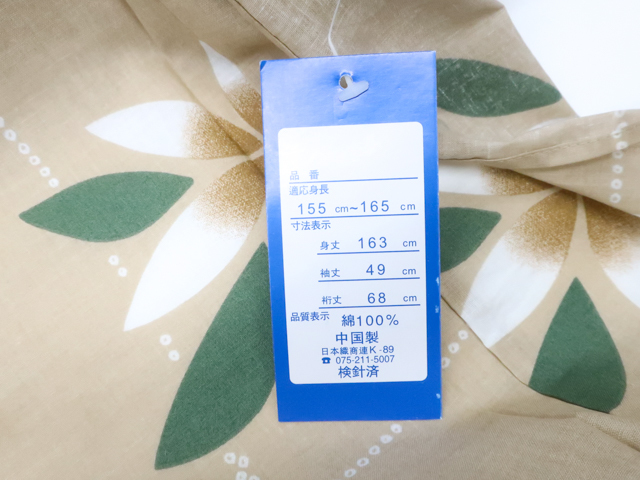 品番
適応身長
155 cm~165 cm
寸法表示
身丈 163 cm
袖丈 49 cm
裄丈 68 cm
品質表示 綿100%
中国製
日本織商連K-89
☎ 075-211-5007
検針済